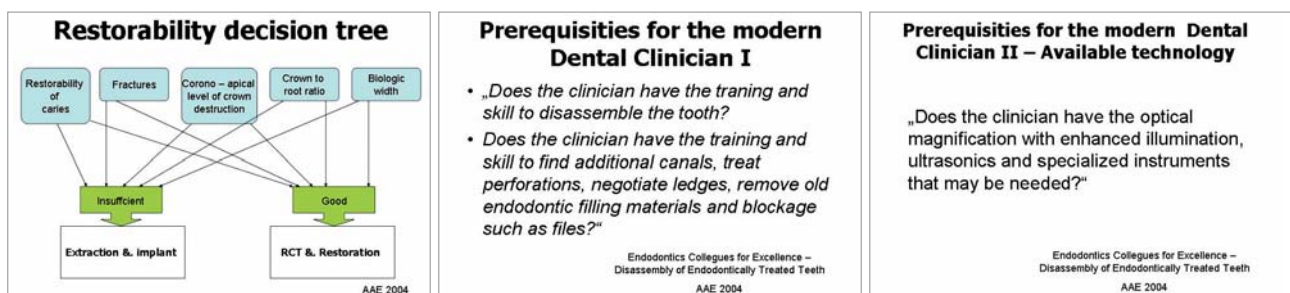 Restorability decision tree
Restorability
of
caries
Fractures
Corono – apical
level of crown
destruction
Crown to
root ratio
Biologic
width
Insuffcient
Good
Extraction &. implant
RCT &. Restoration
AAE 2004
Prerequisities for the modern
Dental Clinician I
• „Does the clinician have the traning and
skill to disassemble the tooth?
• Does the clinician have the training and
skill to find additional canals, treat
perforations, negotiate ledges, remove old
endodontic filling materials and blockage
such as files?“
Endodontics Collegues for Excellence –
Disassembly of Endodontically Treated Teeth
AAE 2004
Prerequisities for the modern Dental
Clinician II – Available technology
„Does the clinician have the optical
magnification with enhanced illumination,
ultrasonics and specialized instruments
that may be needed?“
Endodontics Collegues for Excellence –
Disassembly of Endodontically Treated Teeth
AAE 2004